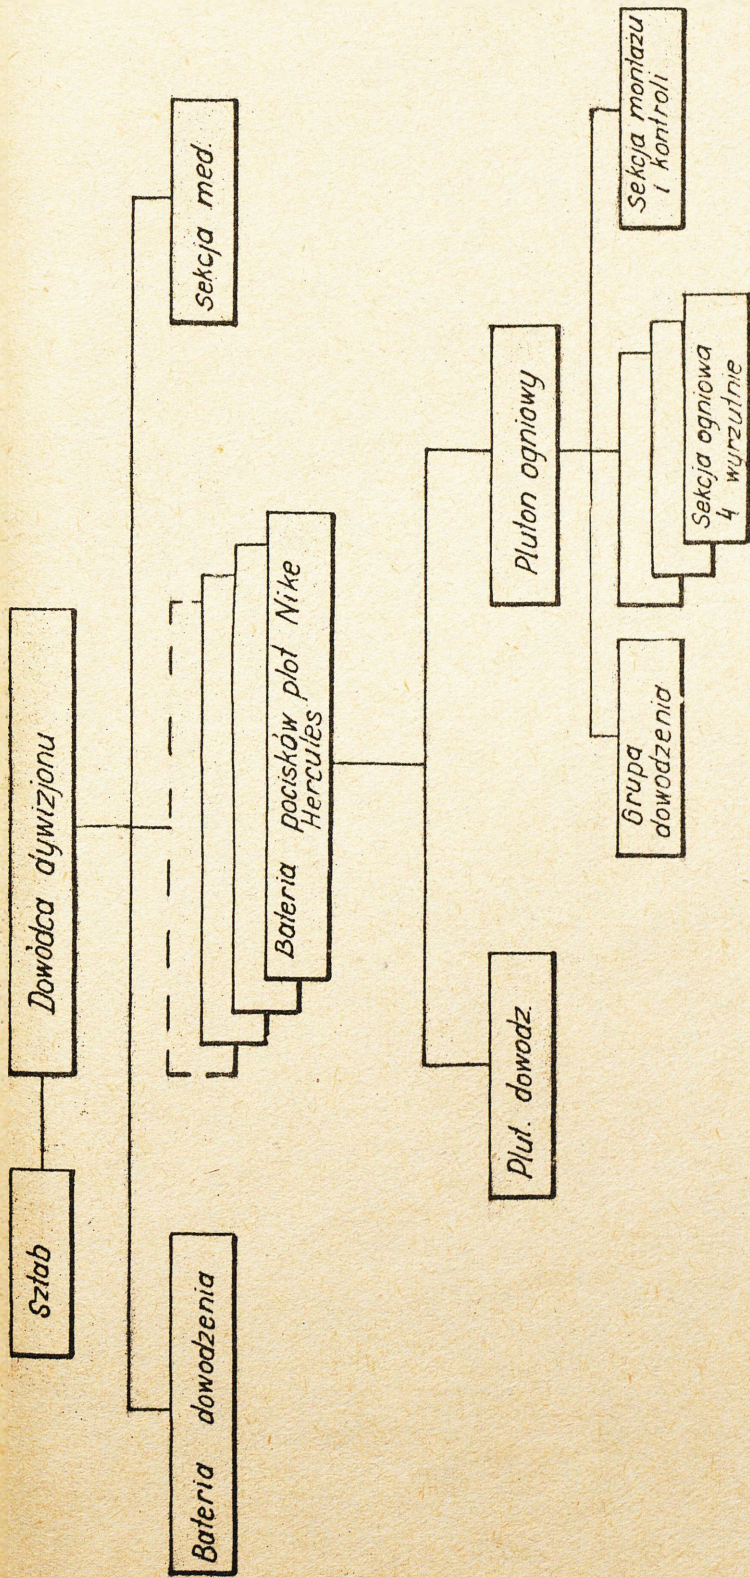 Dowódca dywizjonu
Sztab
Bateria dowodzenia
Bateria pocisków plot Nike
Hercules
Sekcja med.
Plut. dowodz.
Pluton ogniowy
Grupa
dowodzenia
Sekcja ogniowa
4 wyrzutnie
Sekcja montażu
i kontroli